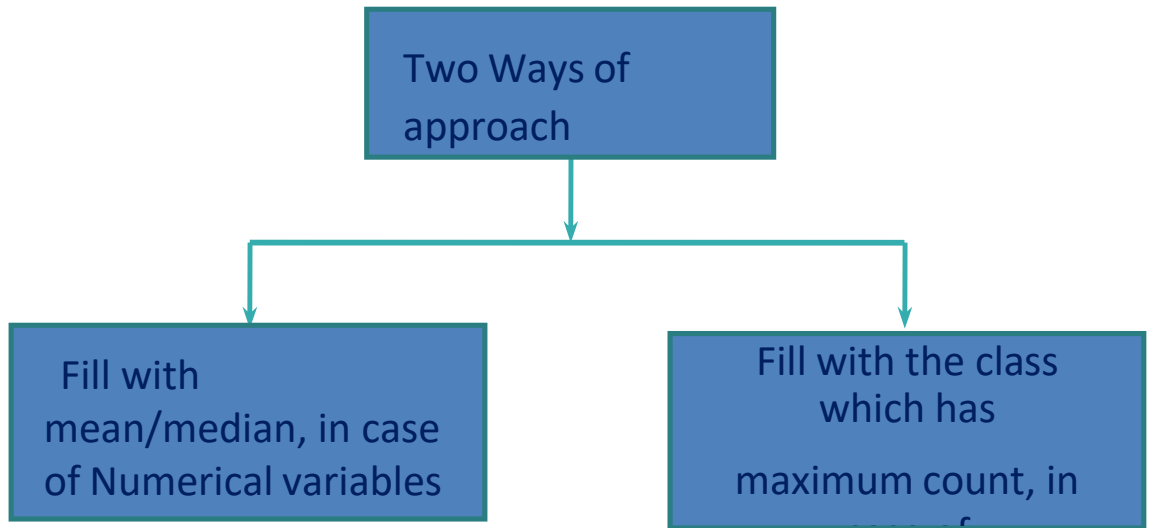 Two Ways of
approach
Fill with
mean/median, in case
of Numerical variables
Fill with the class
which has
maximum count, in